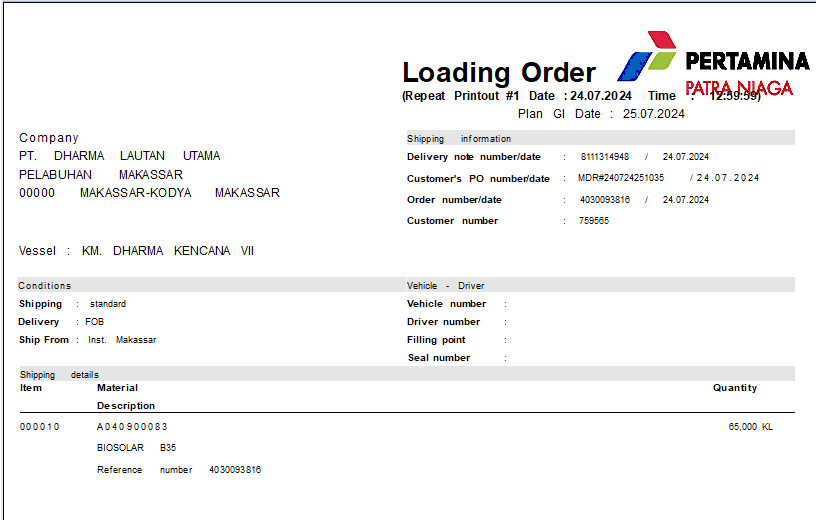 PERTAMINA
PATRA NIAGA
Loading Order
(Repeat Printout #1 Date : 24.07.2024 Time : 12:59:59)
Plan GI Date : 25.07.2024
Company
PT. DHARMA LAUTAN UTAMA
PELABUHAN MAKASSAR
00000 MAKASSAR-KODYA MAKASSAR
Vessel : KM. DHARMA KENCANA VII
Shipping information
Delivery note number/date : 8111314948 / 24.07.2024
Customer's PO number/date : MDR#240724251035 / 24.07.2024
Order number/date : 4030093816 / 24.07.2024
Customer number : 759565
Conditions
Shipping : standard
Delivery : FOB
Ship From : Inst. Makassar
Vehicle - Driver
Vehicle number :
Driver number :
Filling point :
Seal number :
Shipping details
Item Material Quantity
Description
000010 A040900083 65,000 KL
BIOSOLAR B35
Reference number 4030093816